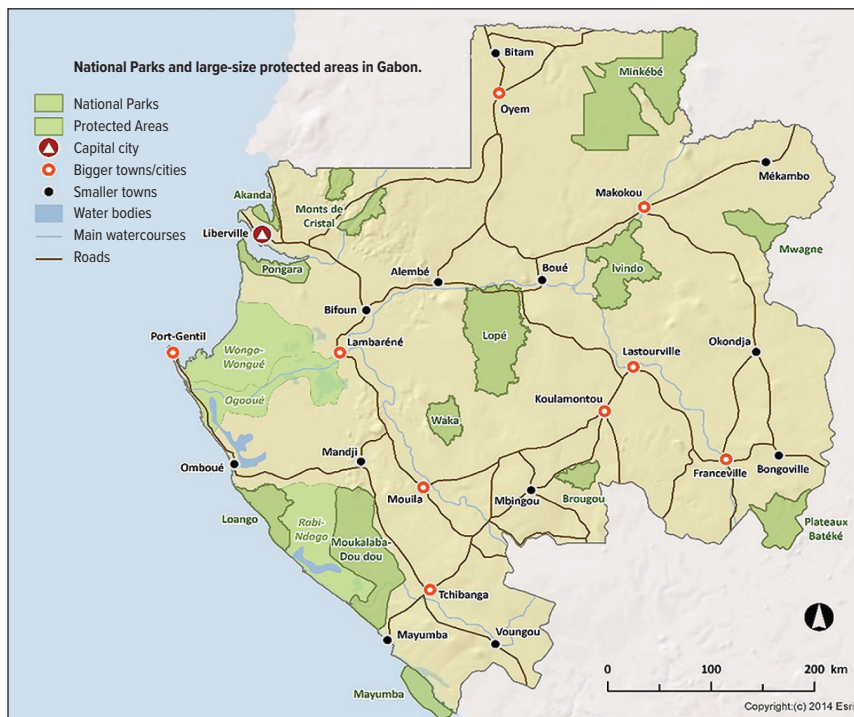 National Parks and large-size protected areas in Gabon.
National Parks
Protected Areas
Capital city
Bigger towns/cities
Smaller towns
Water bodies
Main watercourses
Roads
Bitam
Minkébé
Oyem
Mékambo
Makokou
Akanda
Monts de
Cristal
Liberville
Mwagne
Pongara
Alembé
Boué
Ivindo
Bifoun
Port-Gentil
Lopé
Okondja
Wonga-
Wongué
Lambaréné
Lastourville
Ogooué
Koulamontou
Waka
Mandji
Omboué
Franceville
Bongoville
Mouila
Mbingou
Brougou
Loango
Rabi-
Ndogo
Moukalaba-
Dou dou
Plateaux
Batéké
Tchibanga
Mayumba
Voungou
Mayumba
0 100 200 km
Copyright:(c) 2014 Esri